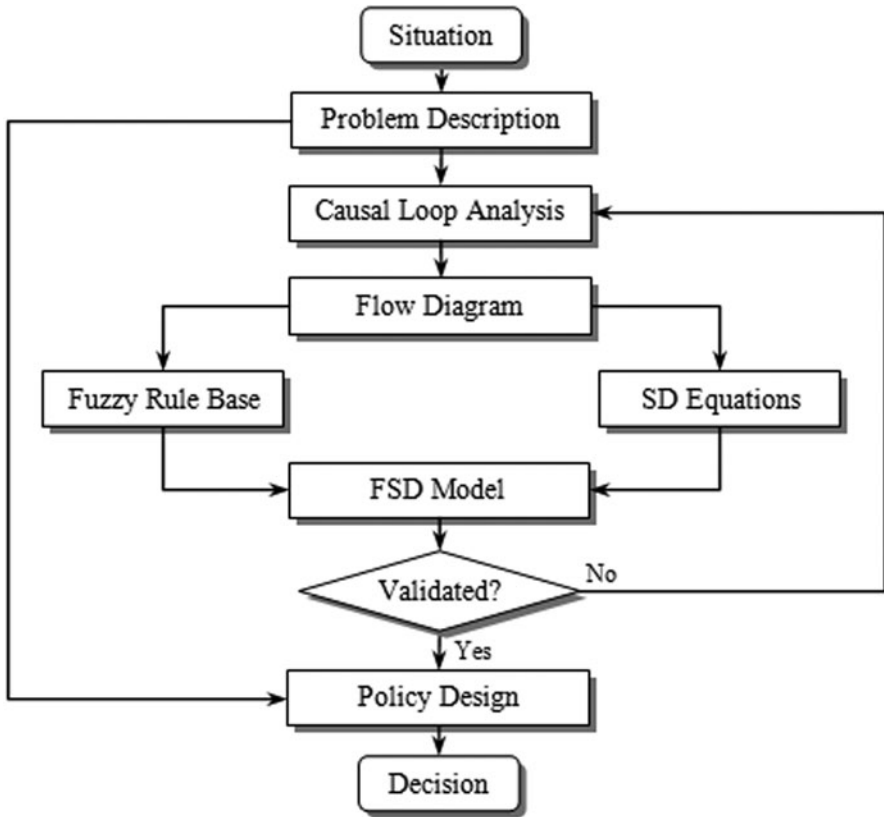 Situation
Problem Description
Causal Loop Analysis
Flow Diagram
Fuzzy Rule Base
SD Equations
FSD Model
Validated?
No
Yes
Policy Design
Decision